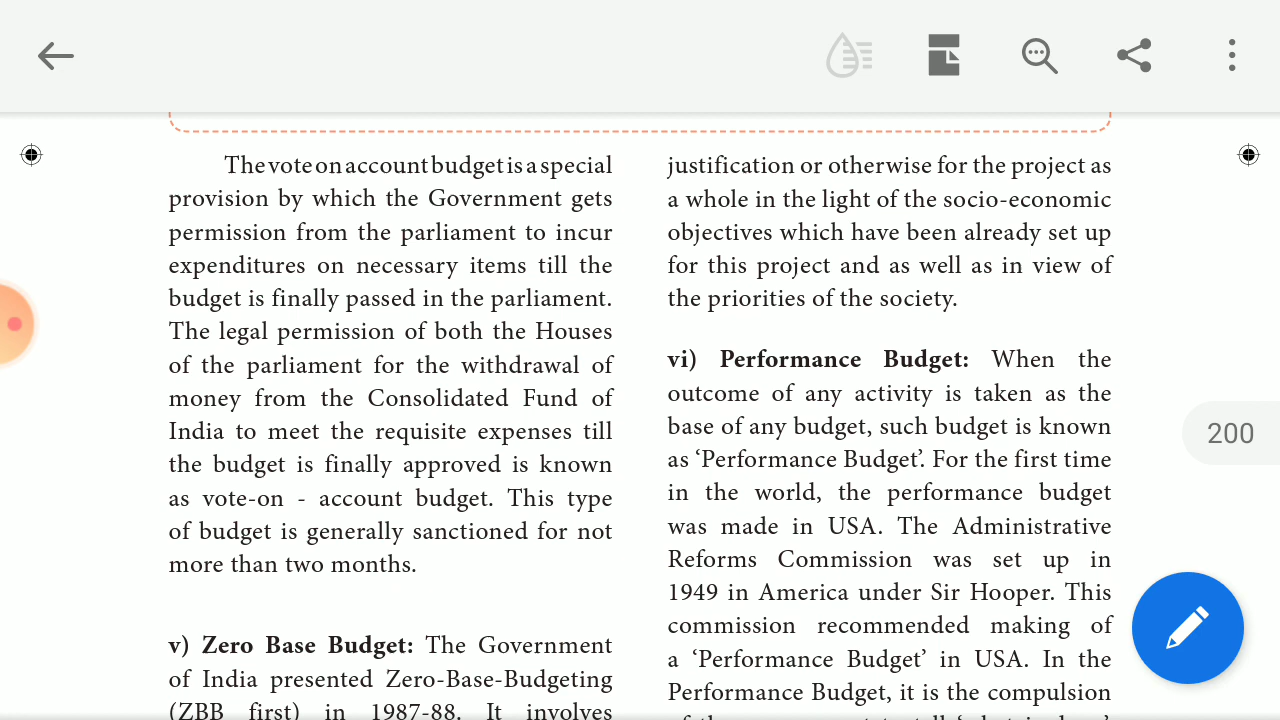 The vote on account budget is a special
provision by which the Government gets
permission from the parliament to incur
expenditures on necessary items till the
budget is finally passed in the parliament.
The legal permission of both the Houses
of the parliament for the withdrawal of
money from the Consolidated Fund of
India to meet the requisite expenses till
the budget is finally approved is known
as vote-on - account budget. This type
of budget is generally sanctioned for not
more than two months.
v) Zero Base Budget: The Government
of India presented Zero-Base-Budgeting
(ZBB first) in 1987-88. It involves
justification or otherwise for the project as
a whole in the light of the socio-economic
objectives which have been already set up
for this project and as well as in view of
the priorities of the society.
vi) Performance Budget: When the
outcome of any activity is taken as the
base of any budget, such budget is known
as ‘Performance Budget’. For the first time
in the world, the performance budget
was made in USA. The Administrative
Reforms Commission was set up in
1949 in America under Sir Hooper. This
commission recommended making of
a ‘Performance Budget’ in USA. In the
Performance Budget, it is the compulsion
200